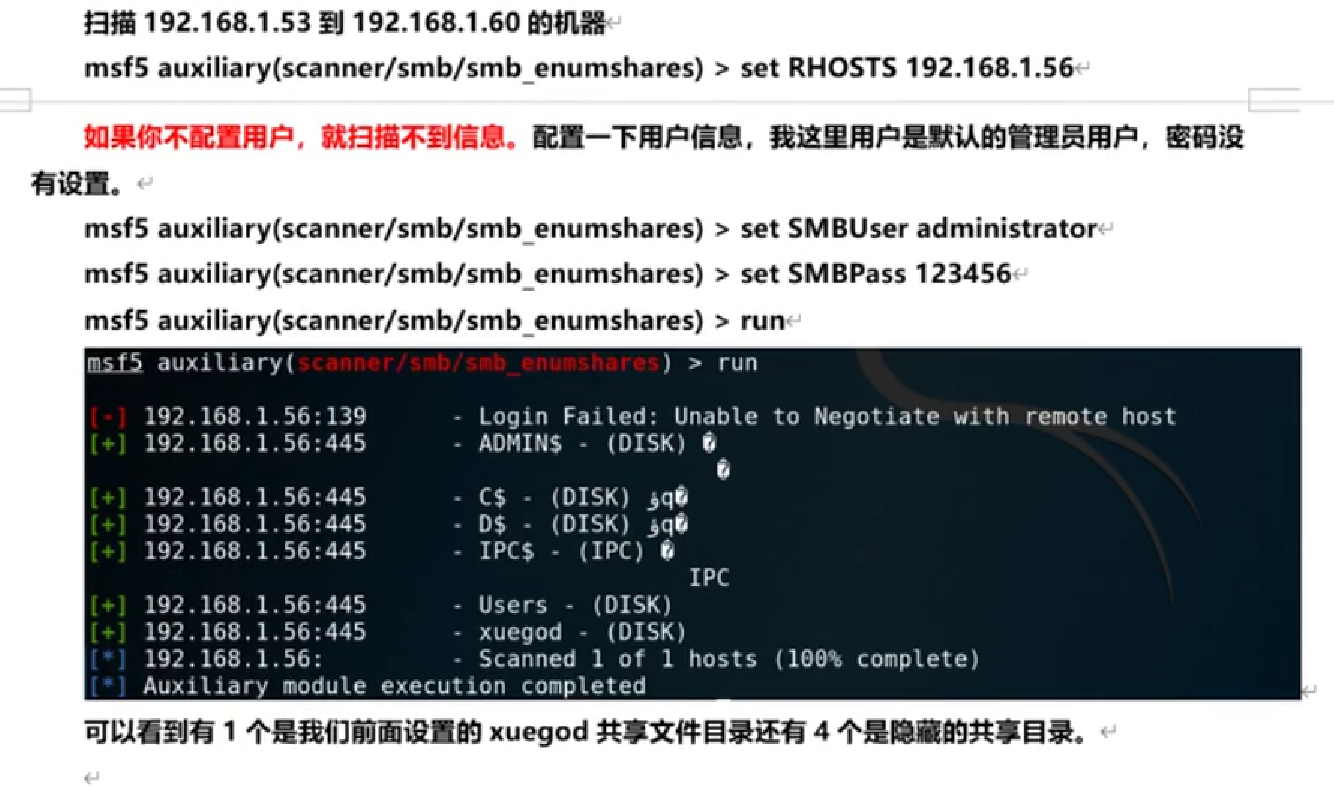 扫描 192.168.1.53 到 192.168.1.60 的机器
msf5 auxiliary(scanner/smb/smb_enumshares) > set RHOSTS 192.168.1.56
如果你不配置用户，就扫描不到信息。配置一下用户信息，我这里用户是默认的管理员用户，密码没
有设置。
msf5 auxiliary(scanner/smb/smb_enumshares) > set SMBUser administrator
msf5 auxiliary(scanner/smb/smb_enumshares) > set SMBPass 123456
msf5 auxiliary(scanner/smb/smb_enumshares) > run
msf5 auxiliary(scanner/smb/smb_enumshares) > run
[-] 192.168.1.56:139 - Login Failed: Unable to Negotiate with remote host
[+] 192.168.1.56:445 - ADMIN$ - (DISK) �
�
[+] 192.168.1.56:445 - C$ - (DISK) ۏq�
[+] 192.168.1.56:445 - D$ - (DISK) ۏq�
[+] 192.168.1.56:445 - IPC$ - (IPC) �
IPC
[+] 192.168.1.56:445 - Users - (DISK)
[+] 192.168.1.56:445 - xuegod - (DISK)
[*] 192.168.1.56: - Scanned 1 of 1 hosts (100% complete)
[*] Auxiliary module execution completed
可以看到有 1 个是我们前面设置的 xuegod 共享文件目录还有 4 个是隐藏的共享目录。